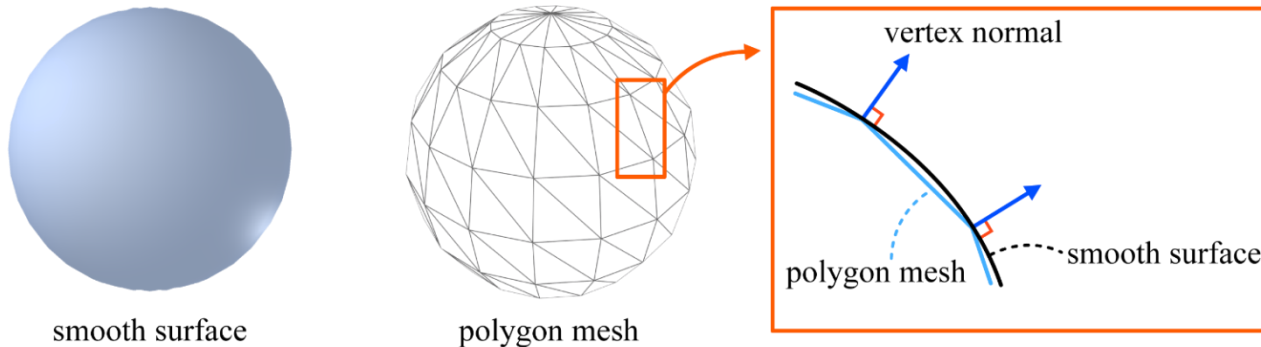 smooth surface
polygon mesh
vertex normal
polygon mesh
smooth surface